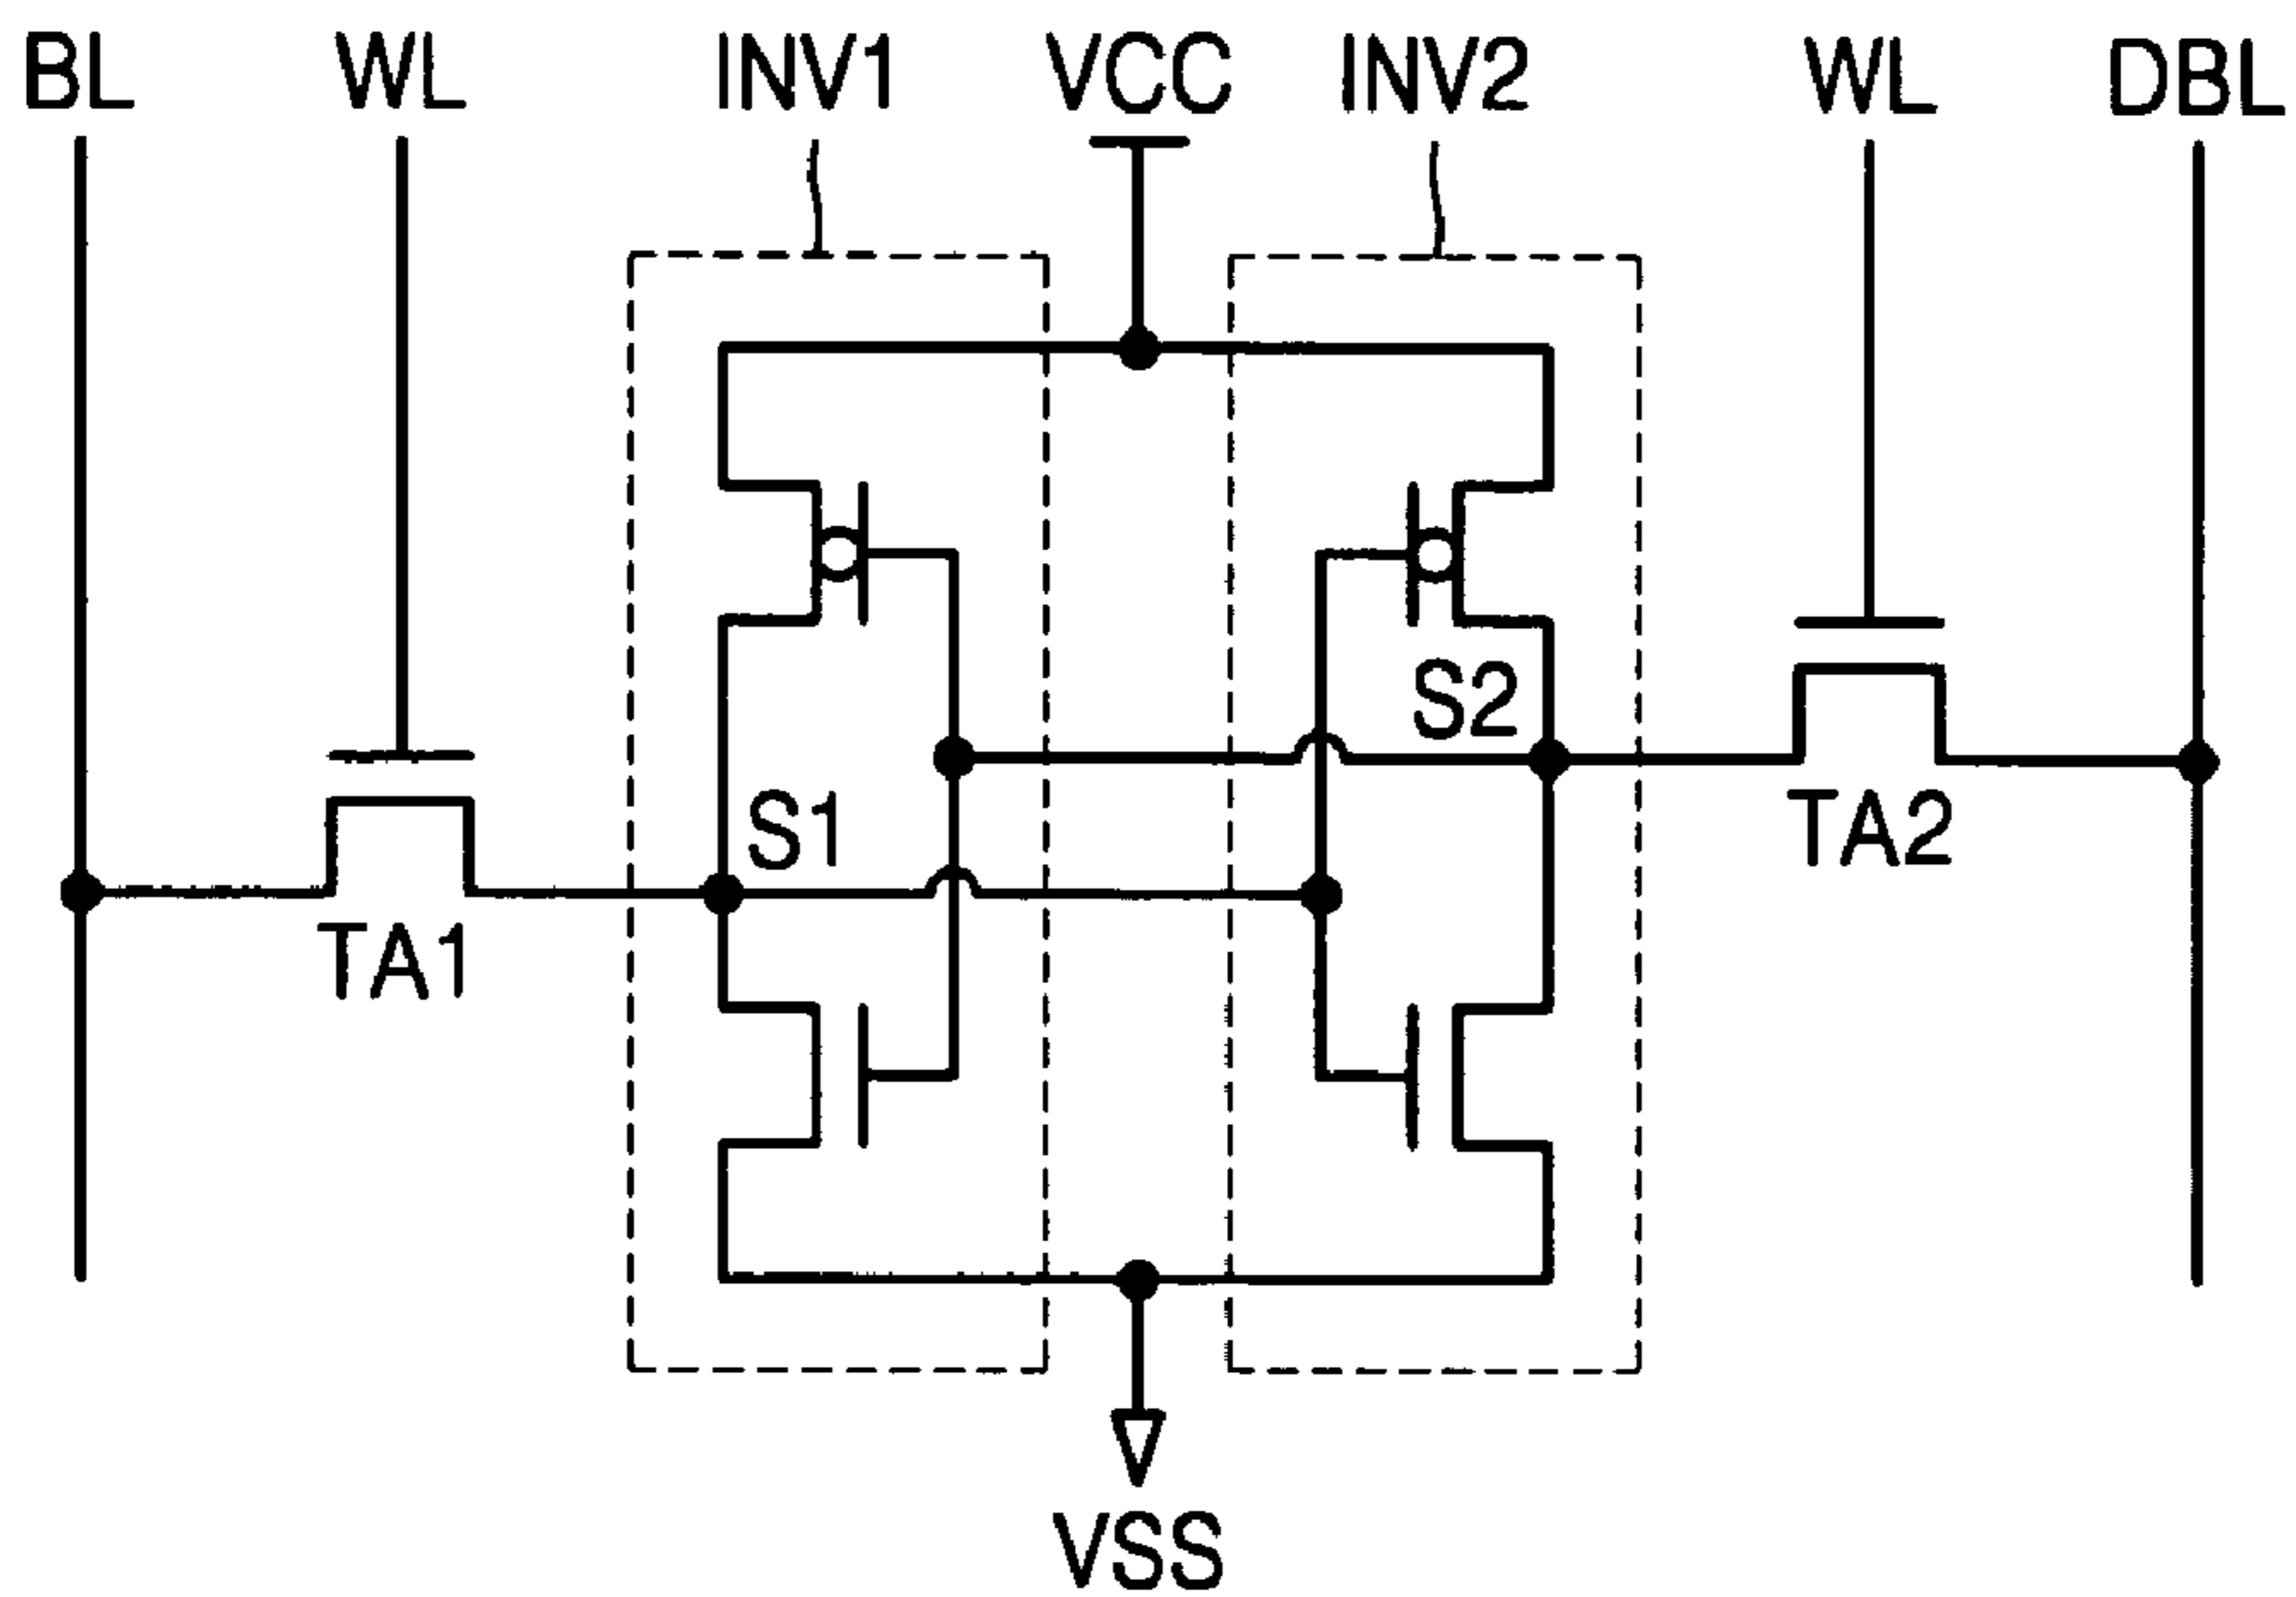 BL WL INV1 VCC INV2 WL DBL
S2
S1 TA2
TA1
VSS